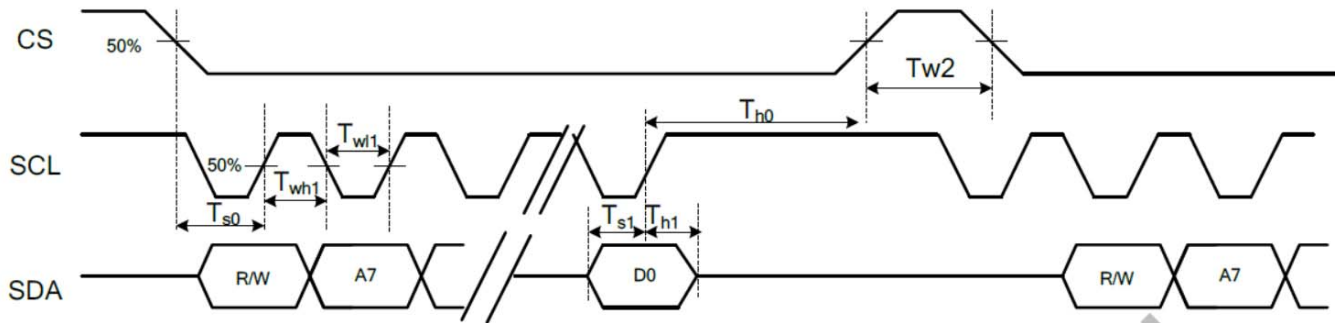 CS
50%
Tw2
Th0
SCL
50%
Twl1
Twh1
Ts0
Ts1
Th1
SDA
R/W
A7
D0
R/W
A7